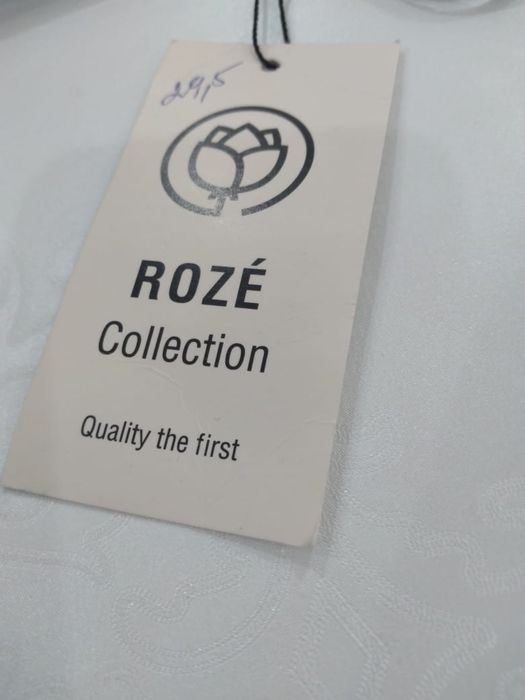 29,5
ROZÉ
Collection
Quality the first